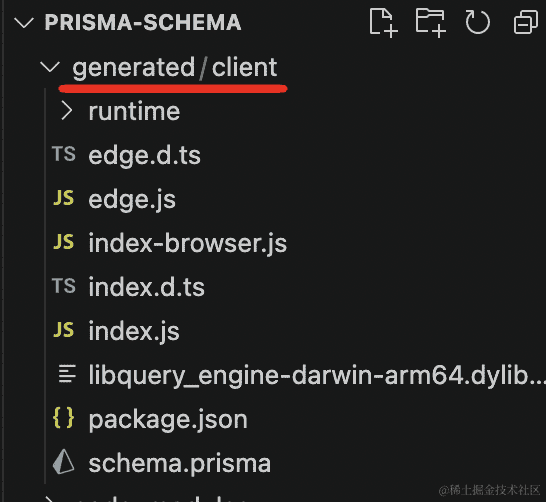 PRISMA-SCHEMA
generated/client
runtime
TS edge.d.ts
JS edge.js
JS index-browser.js
TS index.d.ts
JS index.js
libquery_engine-darwin-arm64.dylib...
{} package.json
schema.prisma
@稀土掘金技术社区